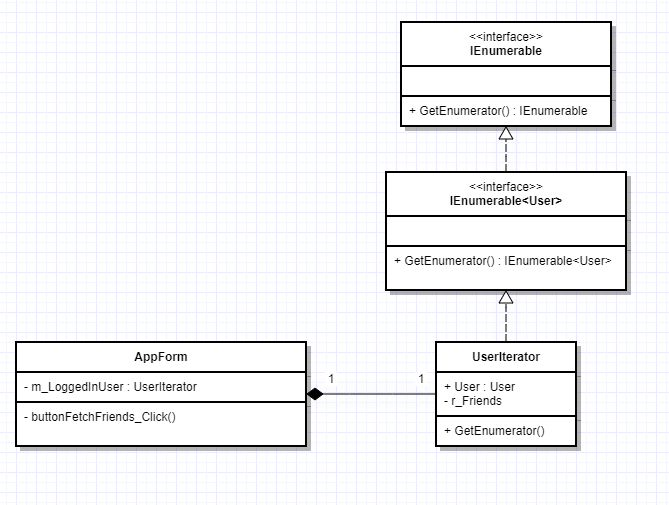 <<interface>>
IEnumerable
+ GetEnumerator() : IEnumerable
<<interface>>
IEnumerable<User>
+ GetEnumerator() : IEnumerable<User>
AppForm
- m_LoggedInUser : UserIterator
- buttonFetchFriends_Click()
1
1
UserIterator
+ User : User
- r_Friends
+ GetEnumerator()